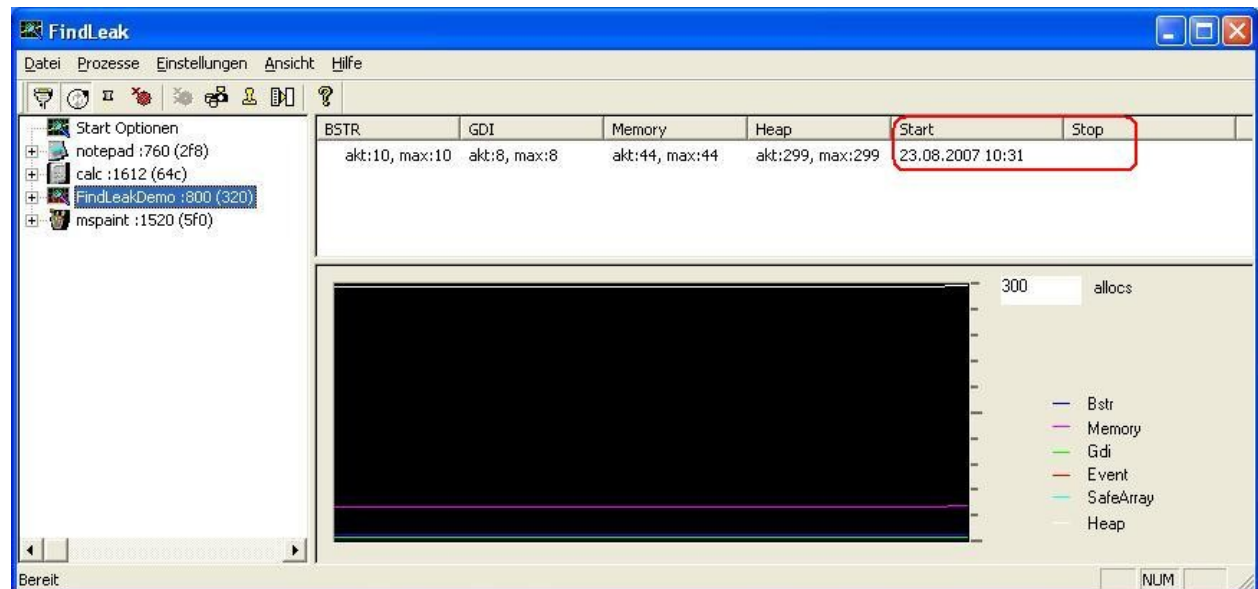 FindLeak
Datei Prozesse Einstellungen Ansicht Hilfe
Start Optionen
notepad :760 (2f8)
calc :1612 (64c)
FindLeakDemo :800 (320)
mspaint :1520 (5f0)
BSTR GDI Memory Heap Start Stop
akt:10, max:10 akt:8, max:8 akt:44, max:44 akt:299, max:299 23.08.2007 10:31
300 allocs
Bstr
Memory
Gdi
Event
SafeArray
Heap
Bereit NUM